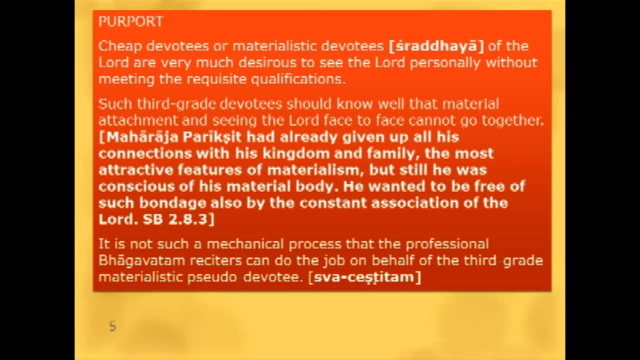 PURPORT
Cheap devotees or materialistic devotees [śraddhayā] of the
Lord are very much desirous to see the Lord personally without
meeting the requisite qualifications.
Such third-grade devotees should know well that material
attachment and seeing the Lord face to face cannot go together.
[Mahārāja Parīkṣit had already given up all his
connections with his kingdom and family, the most
attractive features of materialism, but still he was
conscious of his material body. He wanted to be free of
such bondage also by the constant association of the
Lord. SB 2.8.3]
It is not such a mechanical process that the professional
Bhāgavatam reciters can do the job on behalf of the third-grade
materialistic pseudo-devotee. [sva-ceṣṭitam]
5